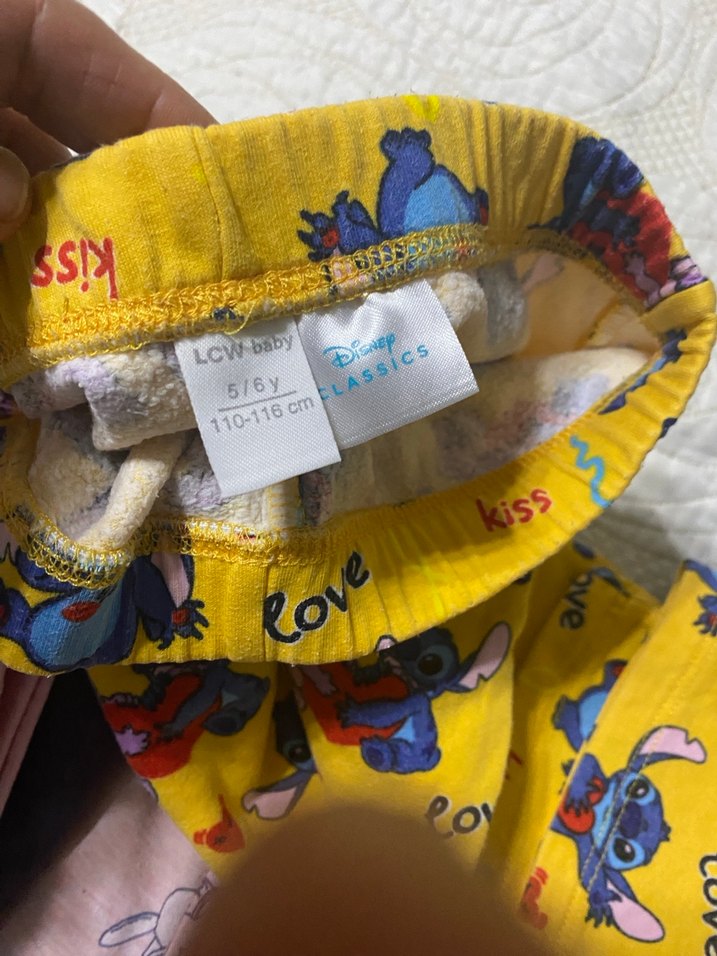 kiss
LCW baby
5/6 y
110-116 cm
Disney
CLASSICS
kiss
love
love
love